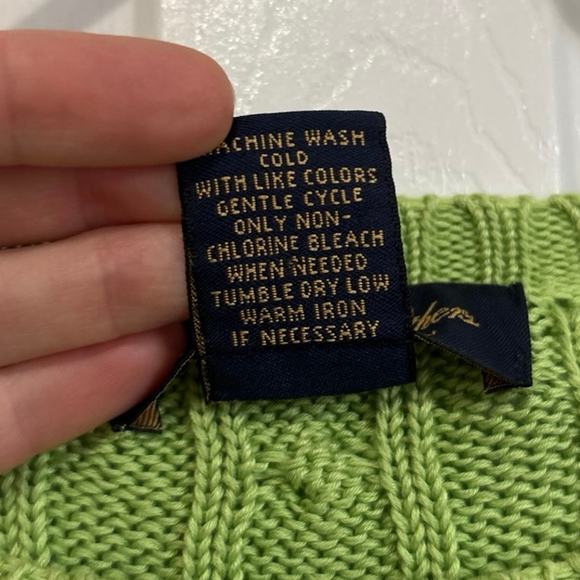 MACHINE WASH
COLD
WITH LIKE COLORS
GENTLE CYCLE
ONLY NON-
CHLORINE BLEACH
WHEN NEEDED
TUMBLE DRY LOW
WARM IRON
IF NECESSARY